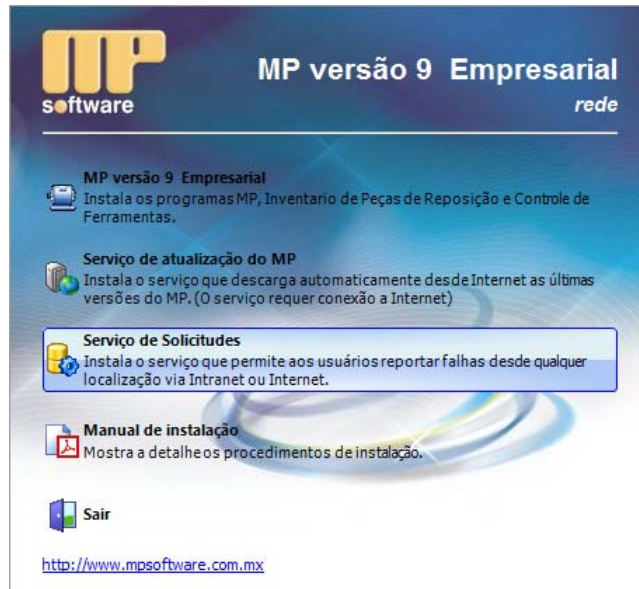 MP
software
MP versão 9 Empresarial
rede
MP versão 9 Empresarial
Instala os programas MP, Inventario de Peças de Reposição e Controle de
Ferramentas.
Serviço de atualização do MP
Instala o serviço que descarga automaticamente desde Internet as últimas
versões do MP. (O serviço requer conexão a Internet)
Serviço de Solicitudes
Instala o serviço que permite aos usuários reportar falhas desde qualquer
localização via Intranet ou Internet.
Manual de instalação
Mostra a detalhe os procedimentos de instalação.
Sair
http://www.mpsoftware.com.mx